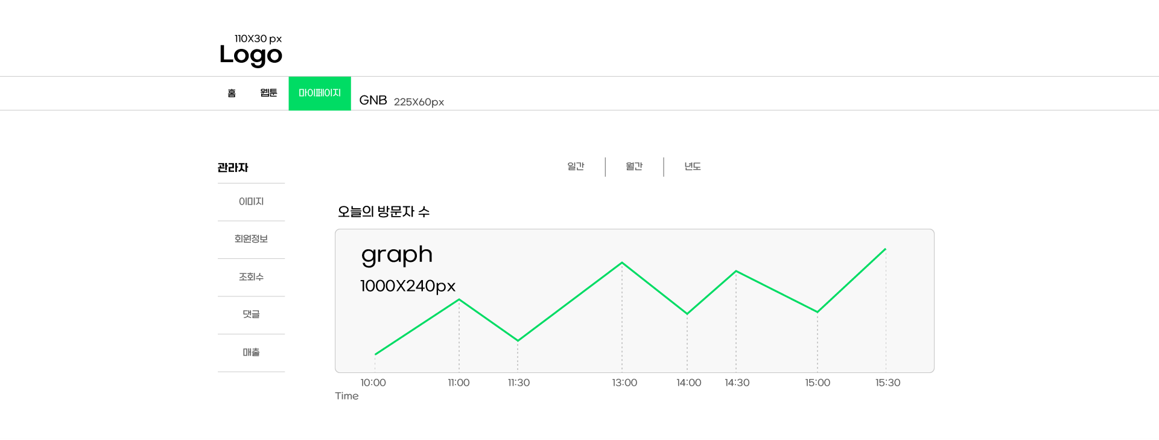 110X30 px
Logo
홈 웹툰 마이페이지 GNB 225X60px
관라자
이미지
회원정보
조회수
댓글
매출
일간 월간 년도
오늘의 방문자 수
graph
1000X240px
10:00 11:00 11:30 13:00 14:00 14:30 15:00 15:30
Time